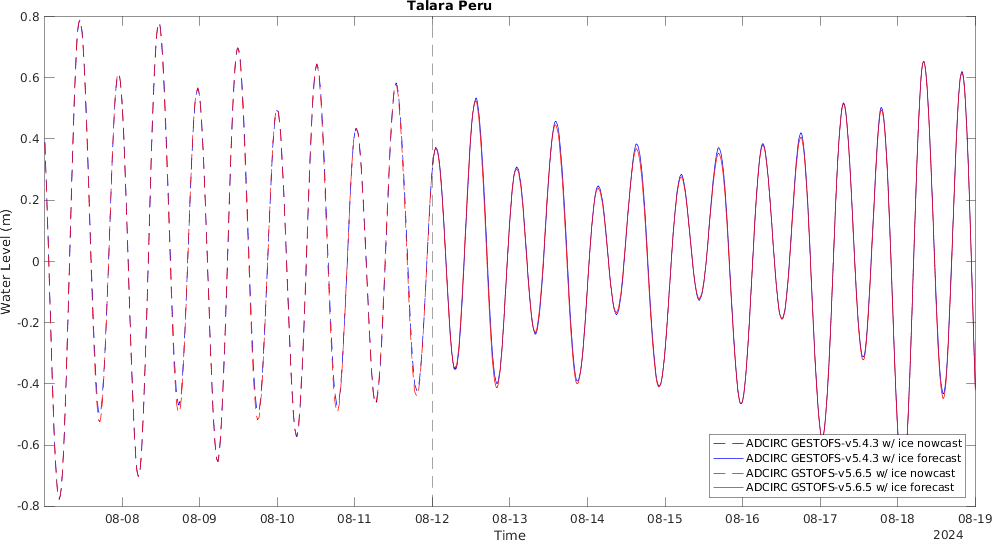 Talara Peru
0.8
0.6
0.4
0.2
0
-0.2
-0.4
-0.6
-0.8
Water Level (m)
ADCIRC GESTOFS-v5.4.3 w/ ice nowcast
ADCIRC GESTOFS-v5.4.3 w/ ice forecast
ADCIRC GSTOFS-v5.6.5 w/ ice nowcast
ADCIRC GSTOFS-v5.6.5 w/ ice forecast
08-08 08-09 08-10 08-11 08-12 08-13 08-14 08-15 08-16 08-17 08-18 08-19
Time
2024